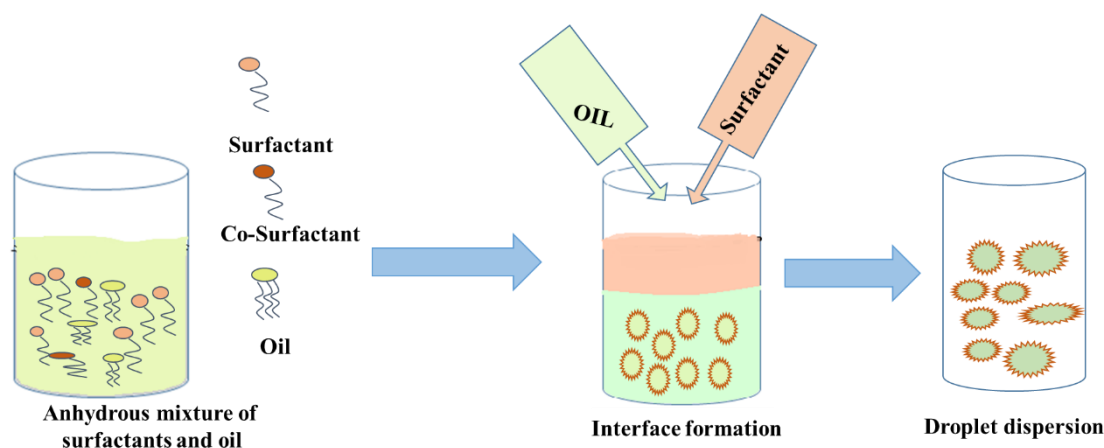 Surfactant
Co-Surfactant
Oil
Anhydrous mixture of
surfactants and oil
OIL
Surfactant
Interface formation
Droplet dispersion